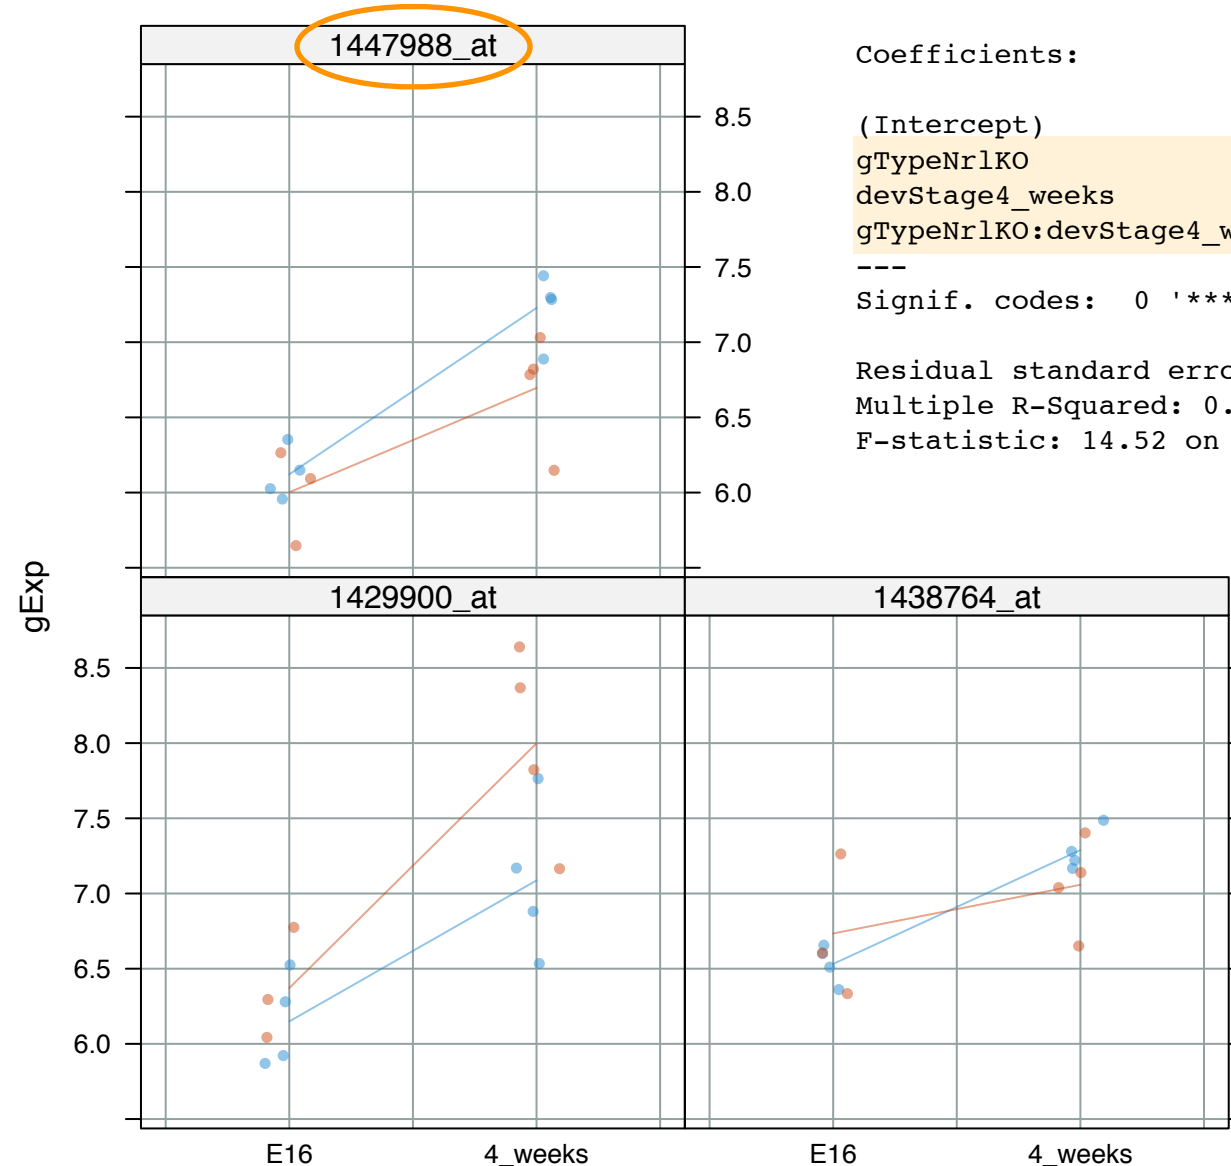 1447988_at
8.5
8.0
7.5
7.0
6.5
6.0
Coefficients:
(Intercept)
gTypeNrlKO
devStage4_weeks
gTypeNrlKO:devStage4_w
---
Signif. codes:  0 '***
Residual standard erro
Multiple R-Squared: 0.
F-statistic: 14.52 on
gExp
1429900_at
1438764_at
8.5
8.0
7.5
7.0
6.5
6.0
E16
4_weeks
E16
4_weeks